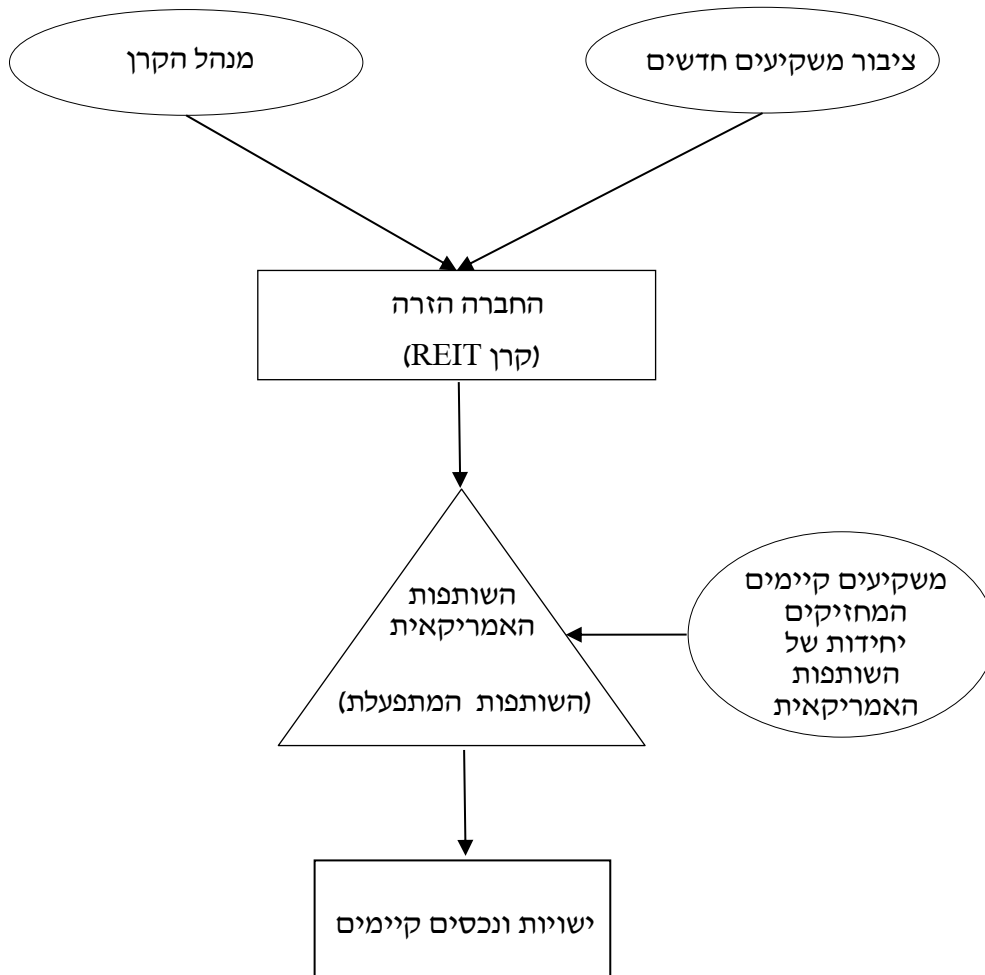 ציבור משקיעים חדשים
מנהל הקרן
החברה הזרה
(קרן REIT)
השותפות
האמריקאית
(השותפות המתפעלת)
משקיעים קיימים
המחזיקים
יחידות של
השותפות
האמריקאית
ישויות ונכסים קיימים